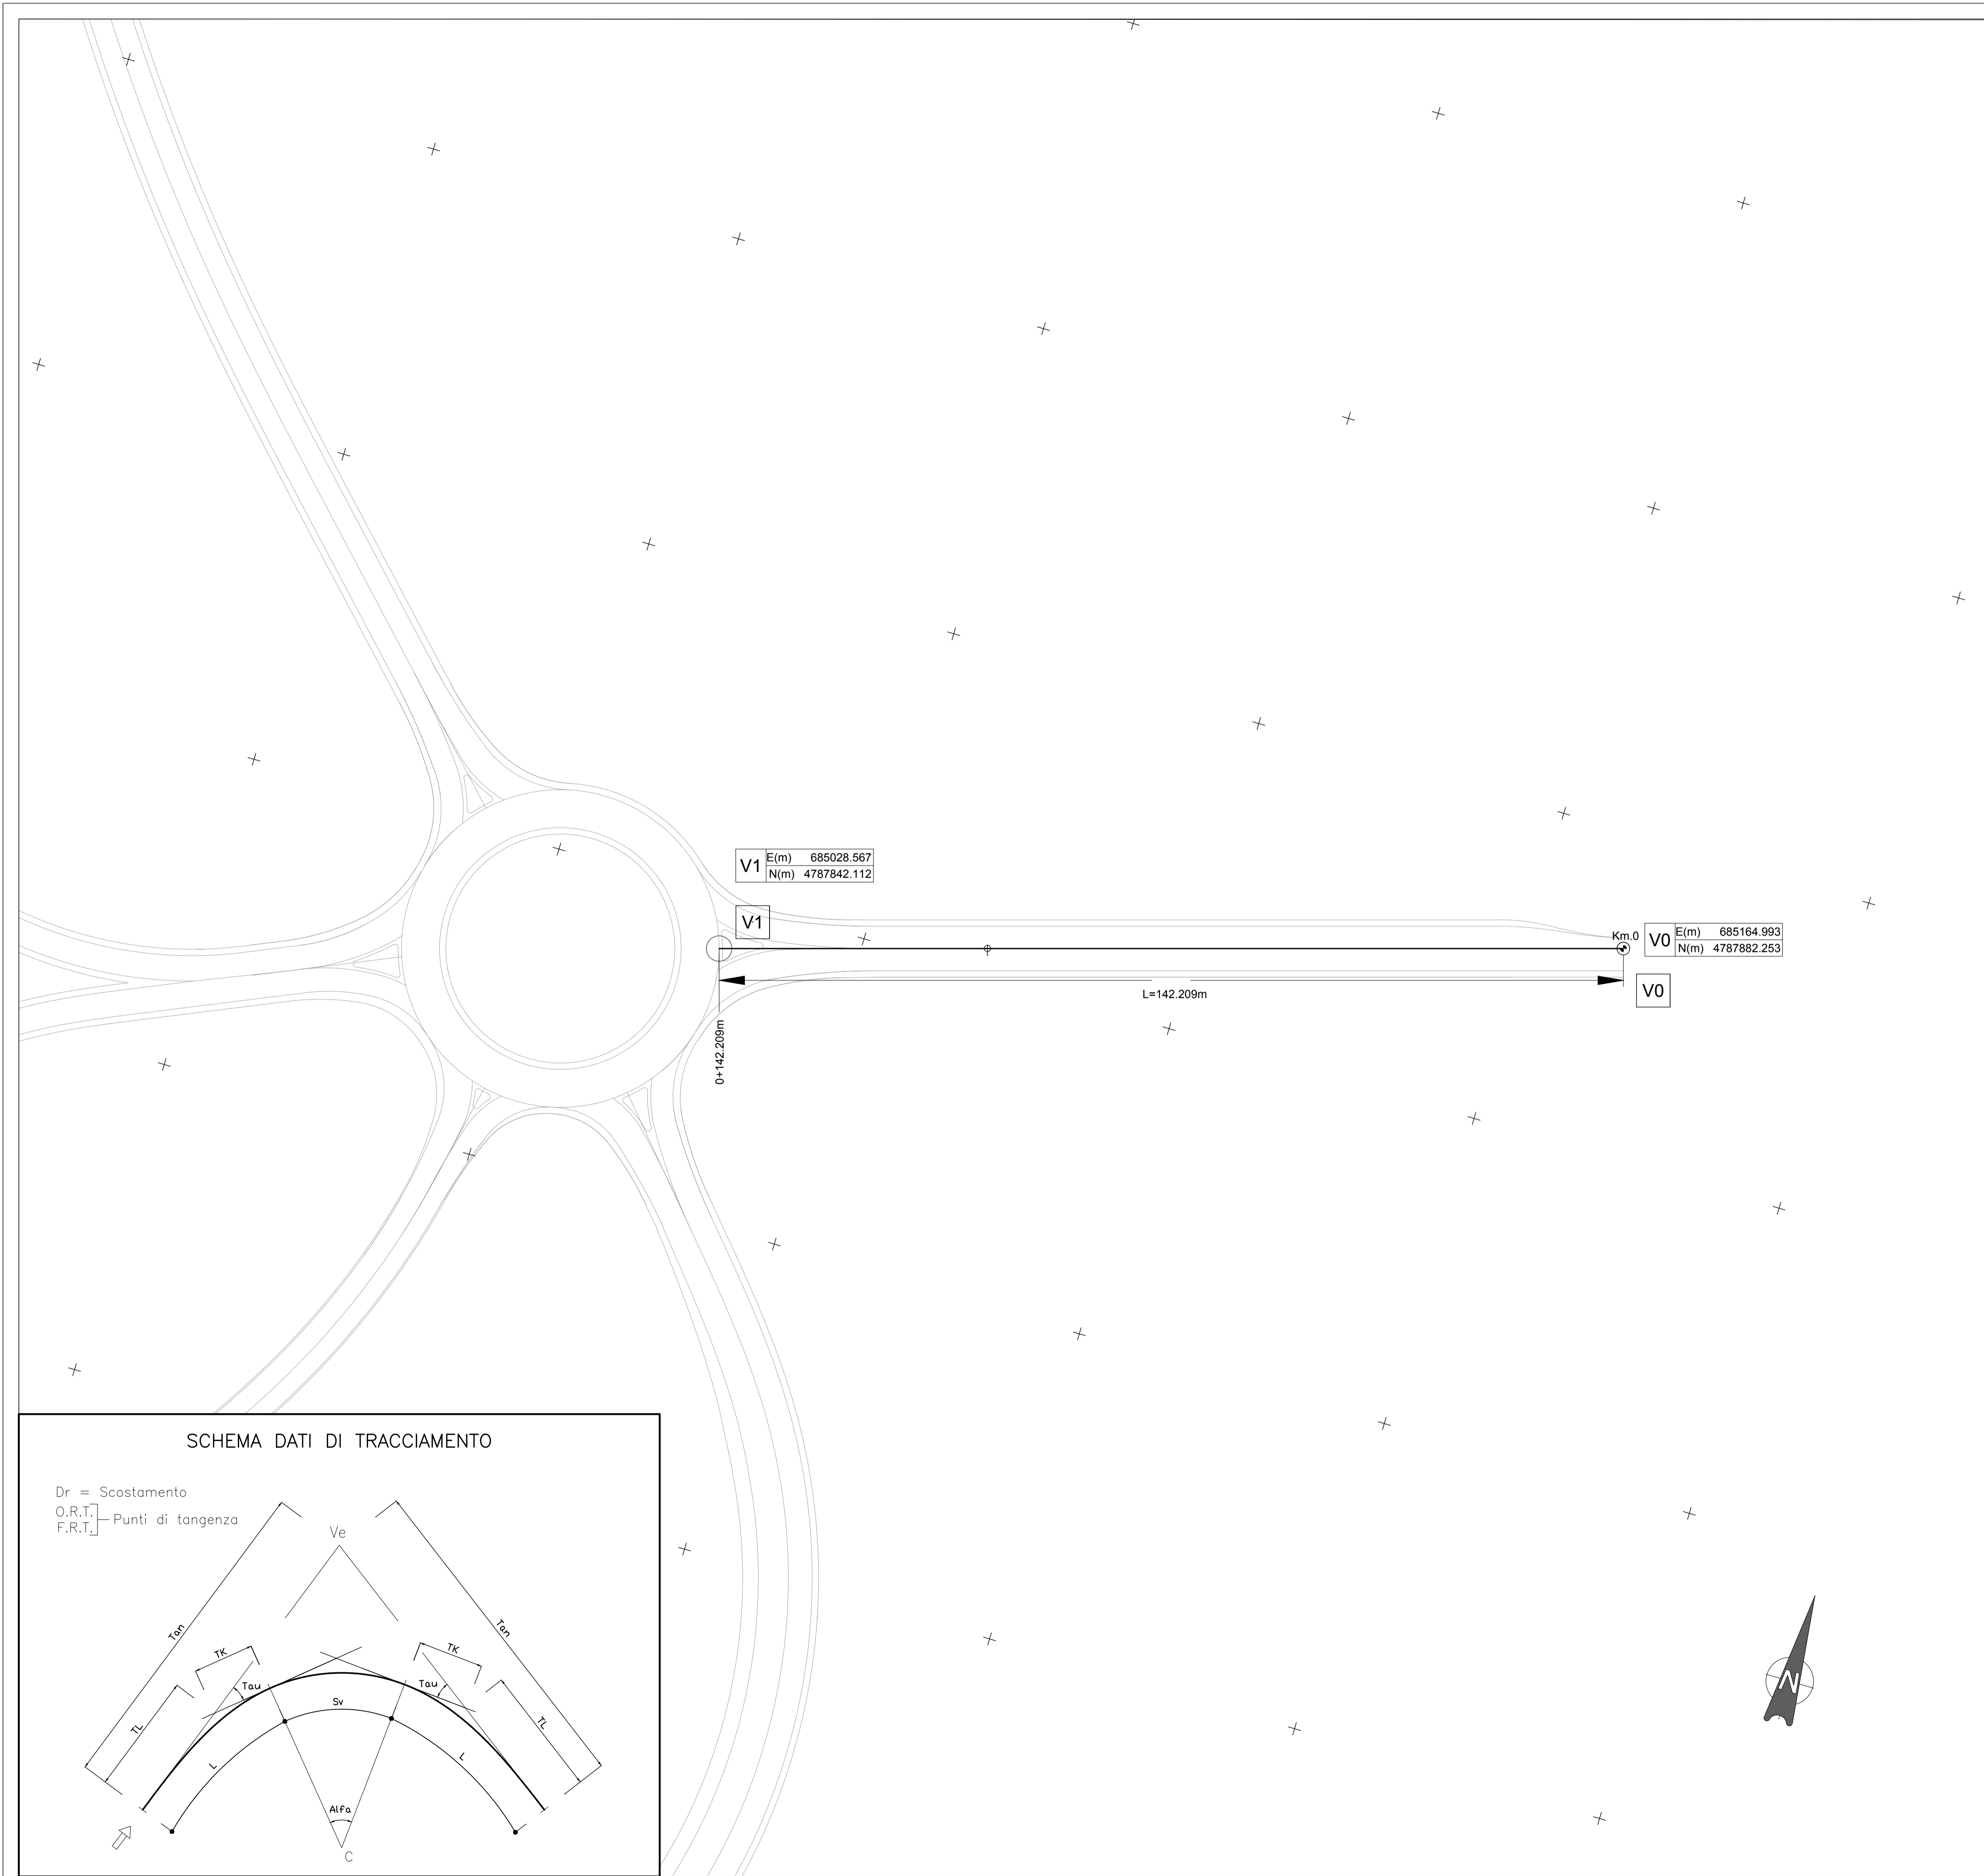 V1
E(m) 685028.567
N(m) 4787842.112
V1
Km.0
V0
E(m) 685164.993
N(m) 4787882.253
V0
L=142.209m
0+142.209m
SCHEMA DATI DI TRACCIAMENTO
Dr = Scostamento
O.R.T.
F.R.T.
Punti di tangenza
Ve
Tan
Tan
TK
TK
Tau
Tau
TL
TL
Sv
L
L
Alfa
C
N
1